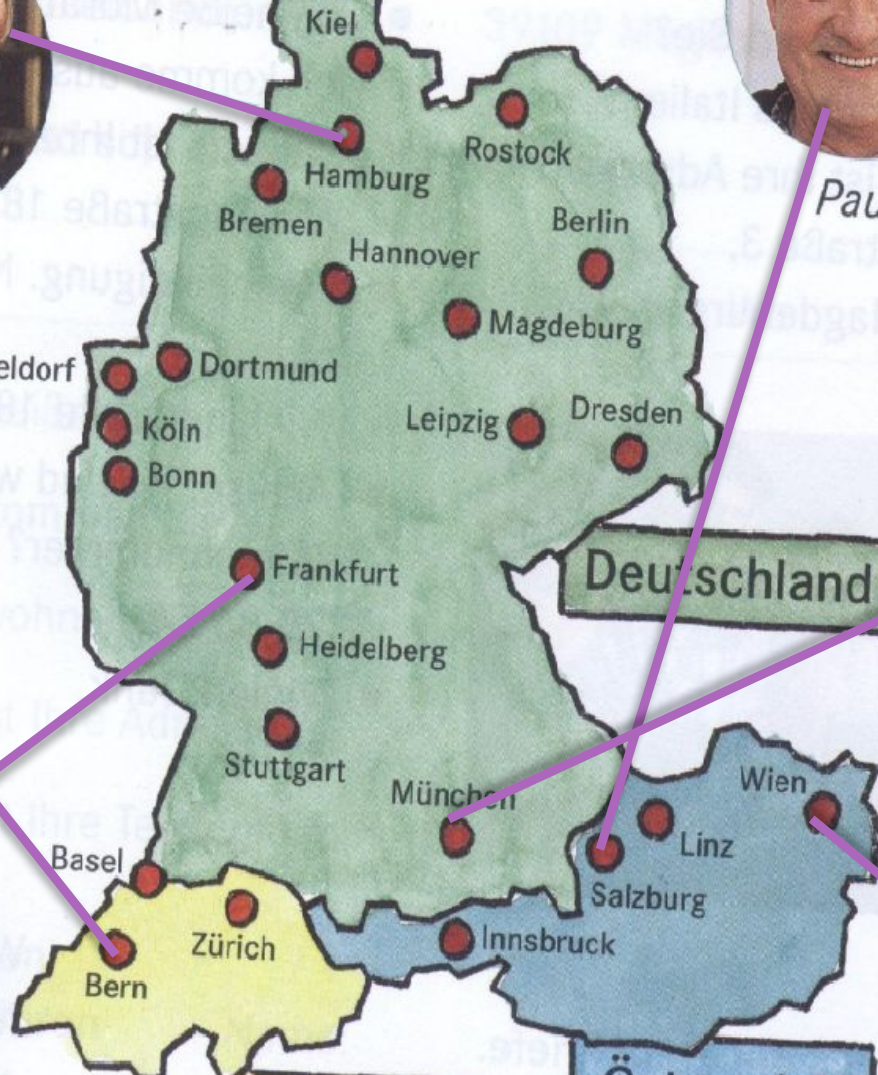 Kiel
Rostock
Hamburg
Pau
Bremen
Berlin
Hannover
Magdeburg
eldorf
Dortmund
Köln
Leipzig
Dresden
Bonn
Frankfurt
Deutschland
Heidelberg
Stuttgart
Wien
München
Linz
Basel
Salzburg
Zürich
Innsbruck
Bern